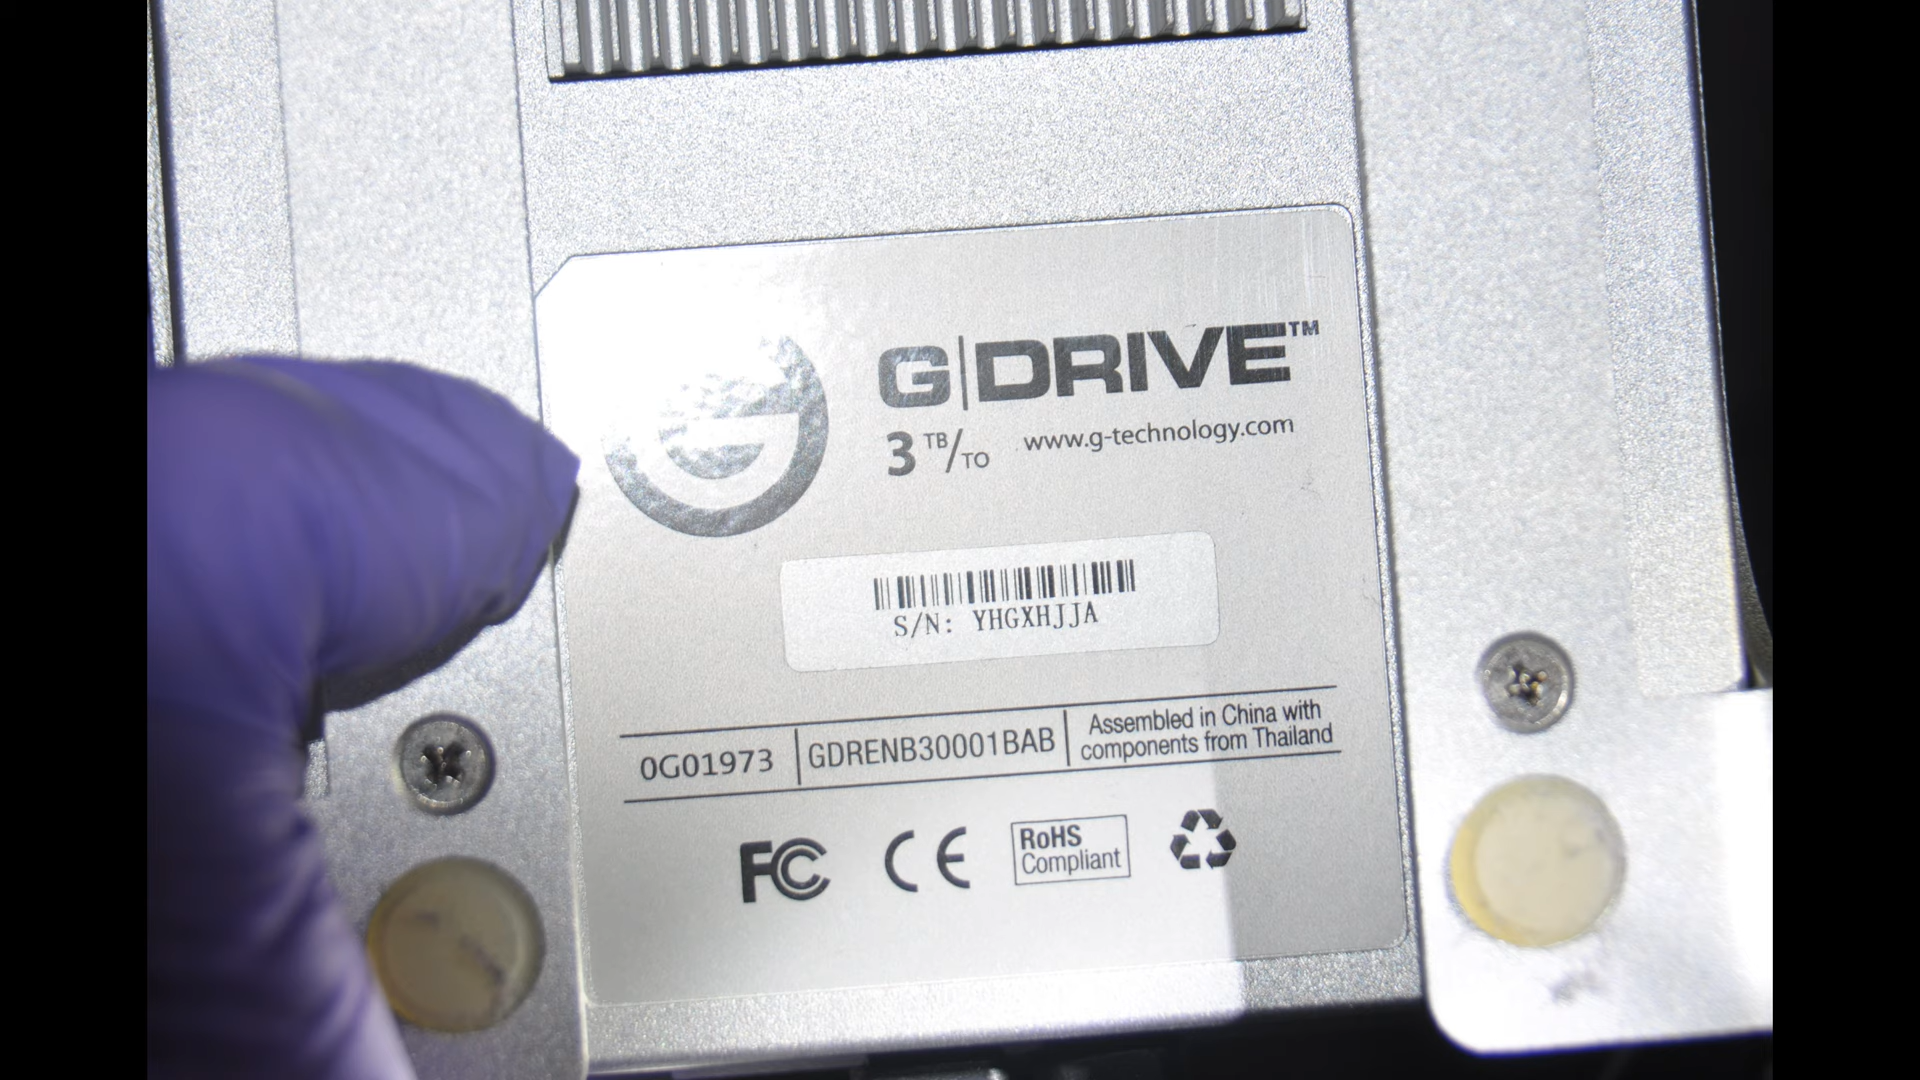 G|DRIVE™
3 TB/TO www.g-technology.com
S/N: YHGXHJJA
0G01973 | GDRENB30001BAB | Assembled in China with
components from Thailand
FC CE RoHS
Compliant